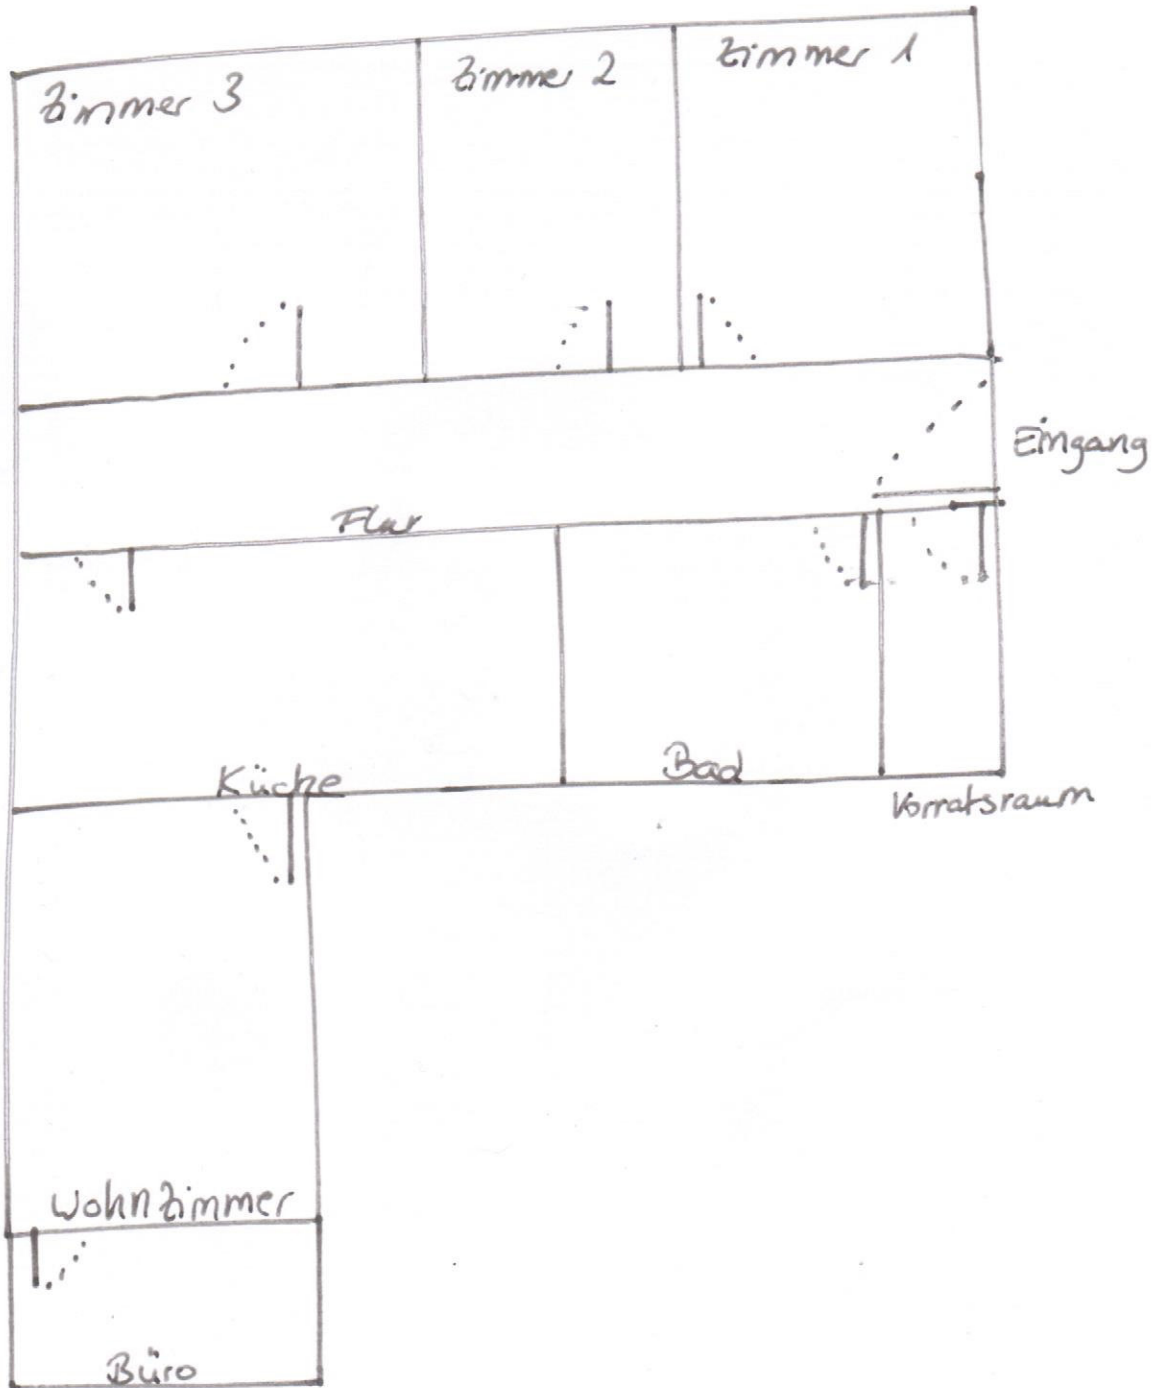 Zimmer 3
Zimmer 2
Zimmer 1
Eingang
Flur
Küche
Bad
Vorratsraum
Wohnzimmer
Büro